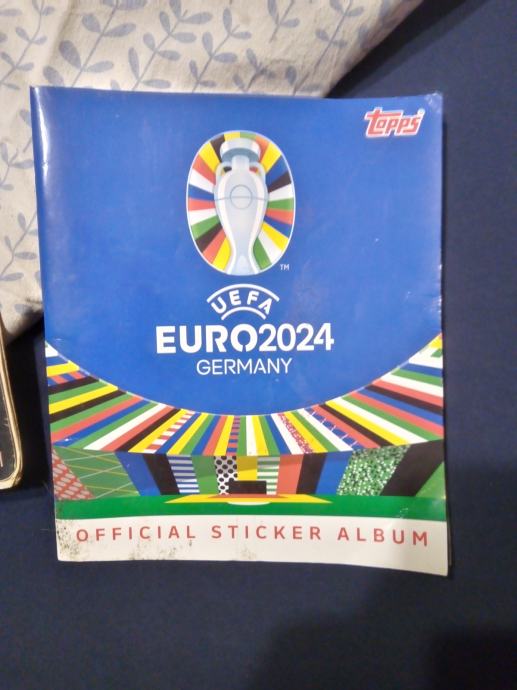 Topps
TM
UEFA
EURO2024
GERMANY
OFFICIAL STICKER ALBUM